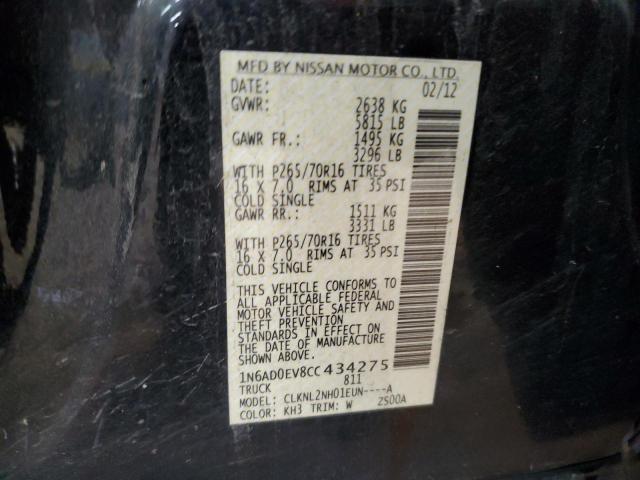 MFD BY NISSAN MOTOR CO., LTD.
DATE: 02/12
GVWR: 2638 KG
5815 LB
GAWR FR.: 1495 KG
3296 LB
WITH P265/70R16 TIRES
16 X 7.0 RIMS AT 35 PSI
COLD SINGLE
GAWR RR.: 1511 KG
3331 LB
WITH P265/70R16 TIRES
16 X 7.0 RIMS AT 35 PSI
COLD SINGLE
THIS VEHICLE CONFORMS TO
ALL APPLICABLE FEDERAL
MOTOR VEHICLE SAFETY AND
THEFT PREVENTION
STANDARDS IN EFFECT ON
THE DATE OF MANUFACTURE
SHOWN ABOVE.
1N6AD0EV8CC434275
TRUCK 811
MODEL: CLKNL2NH01EUN----A
COLOR: KH3 TRIM: W 2S00A